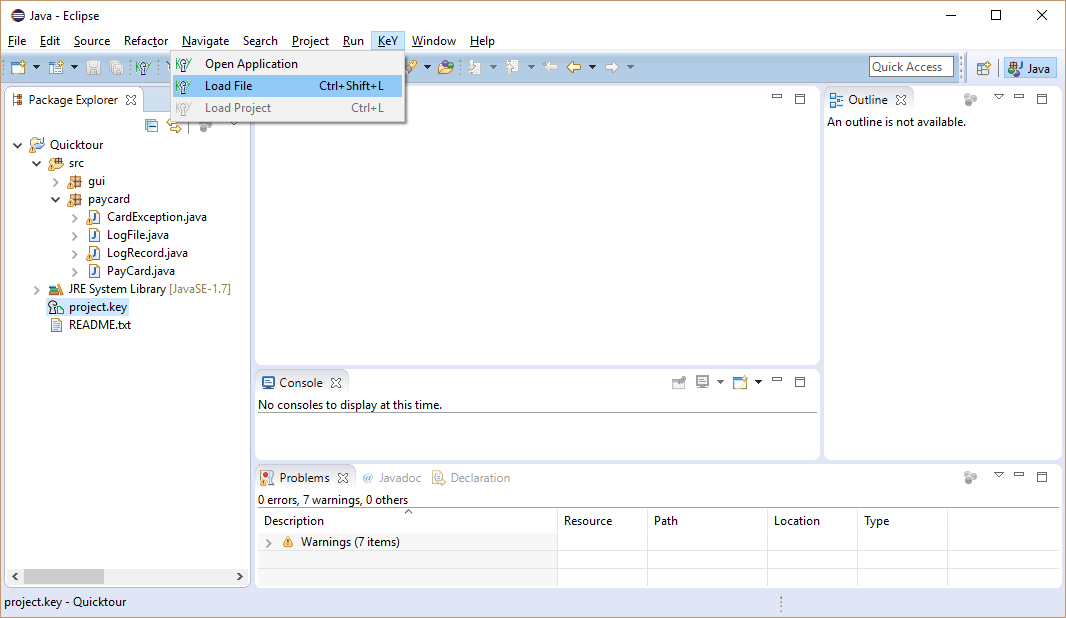 Java - Eclipse
File Edit Source Refactor Navigate Search Project Run KeY Window Help
Open Application
Load File Ctrl+Shift+L
Load Project Ctrl+L
Quick Access
Java
Package Explorer
Quicktour
src
gui
paycard
CardException.java
LogFile.java
LogRecord.java
PayCard.java
JRE System Library [JavaSE-1.7]
project.key
README.txt
Outline
An outline is not available.
Console
No consoles to display at this time.
Problems @ Javadoc Declaration
0 errors, 7 warnings, 0 others
Description Resource Path Location Type
Warnings (7 items)
project.key - Quicktour